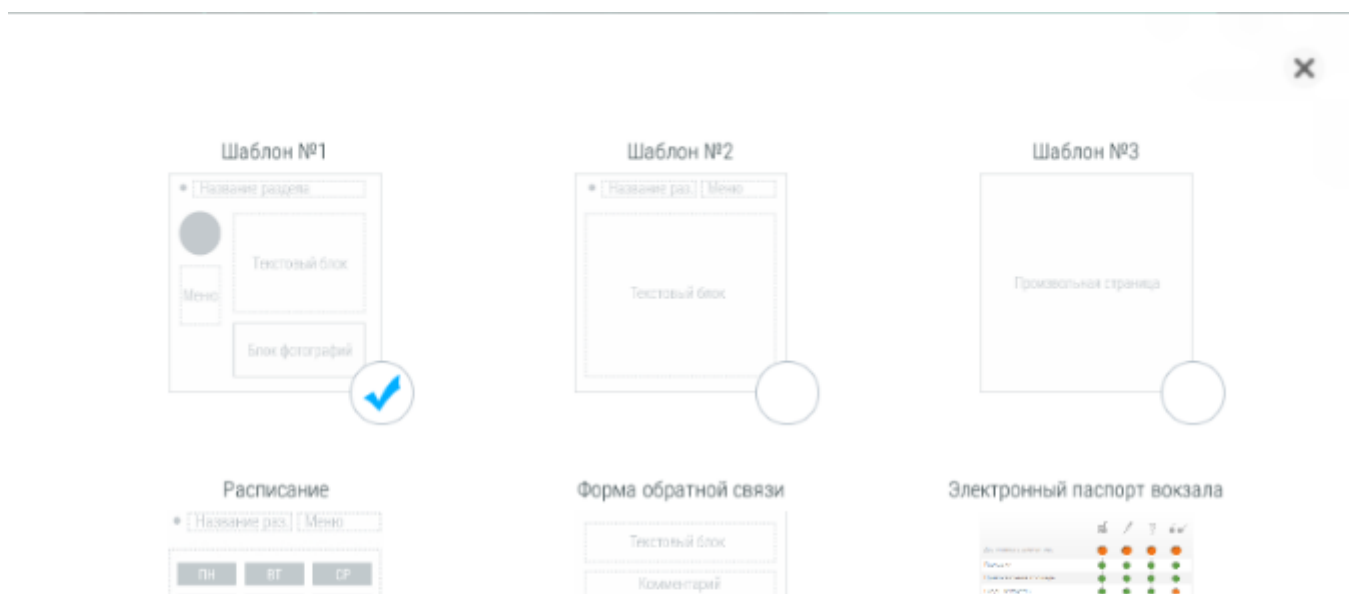 Шаблон №1
Шаблон №2
Шаблон №3
Название раздела
Название раз.
Меню
Текстовый блок
Меню
Текстовый блок
Произвольная страница
Блок фотографий
Расписание
Форма обратной связи
Электронный паспорт вокзала
Название раз.
Меню
Текстовый блок
ПН
ВТ
СР
Комментарий